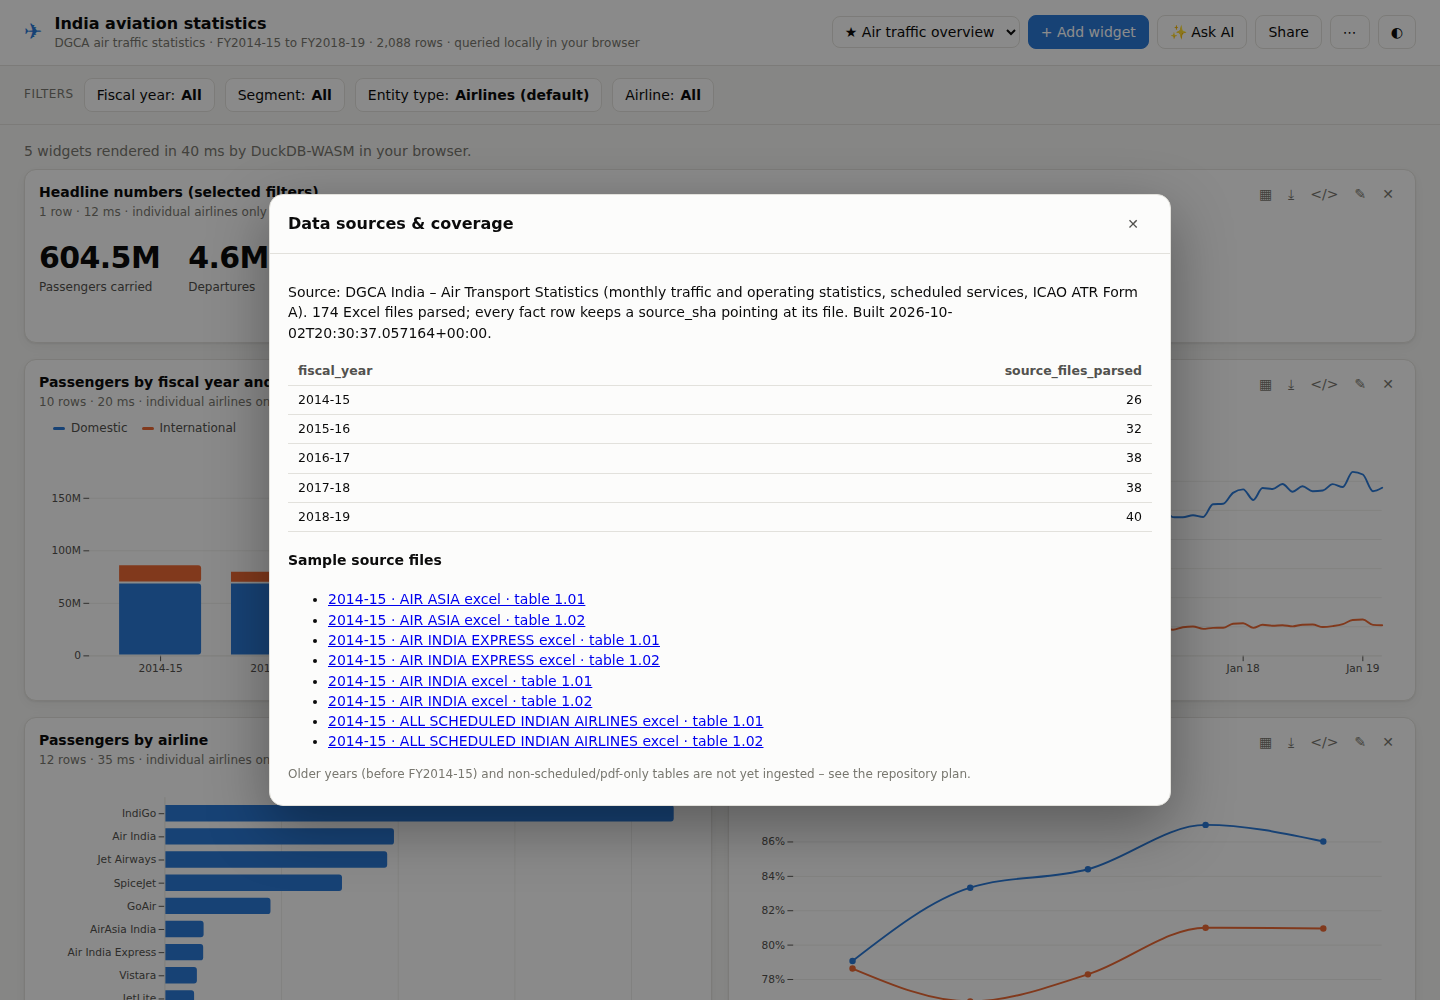 India aviation statistics
DGCA air traffic statistics · FY2014-15 to FY2018-19 · 2,088 rows · queried locally in your browser
★ Air traffic overview
+ Add widget
✨ Ask AI
Share
⋯
◐
FILTERS
Fiscal year: All
Segment: All
Entity type: Airlines (default)
Airline: All
5 widgets rendered in 40 ms by DuckDB-WASM in your browser.
Headline numbers (selected filters)
1 row · 12 ms · individual airlines only
604.5M
Passengers carried
4.6M
Departures
</>
Data sources & coverage
Source: DGCA India – Air Transport Statistics (monthly traffic and operating statistics, scheduled services, ICAO ATR Form
A). 174 Excel files parsed; every fact row keeps a source_sha pointing at its file. Built 2026-10-
02T20:30:37.057164+00:00.
fiscal_year source_files_parsed
2014-15 26
2015-16 32
2016-17 38
2017-18 38
2018-19 40
Sample source files
2014-15 · AIR ASIA excel · table 1.01
2014-15 · AIR ASIA excel · table 1.02
2014-15 · AIR INDIA EXPRESS excel · table 1.01
2014-15 · AIR INDIA EXPRESS excel · table 1.02
2014-15 · AIR INDIA excel · table 1.01
2014-15 · AIR INDIA excel · table 1.02
2014-15 · ALL SCHEDULED INDIAN AIRLINES excel · table 1.01
2014-15 · ALL SCHEDULED INDIAN AIRLINES excel · table 1.02
Older years (before FY2014-15) and non-scheduled/pdf-only tables are not yet ingested – see the repository plan.
Passengers by fiscal year and
10 rows · 20 ms · individual airlines
Domestic
International
150M
100M
50M
0
2014-15
</>
Jan 18
Jan 19
Passengers by airline
12 rows · 35 ms · individual airlines
IndiGo
Air India
Jet Airways
SpiceJet
GoAir
AirAsia India
Air India Express
Vistara
JetLite
</>
86%
84%
82%
80%
78%